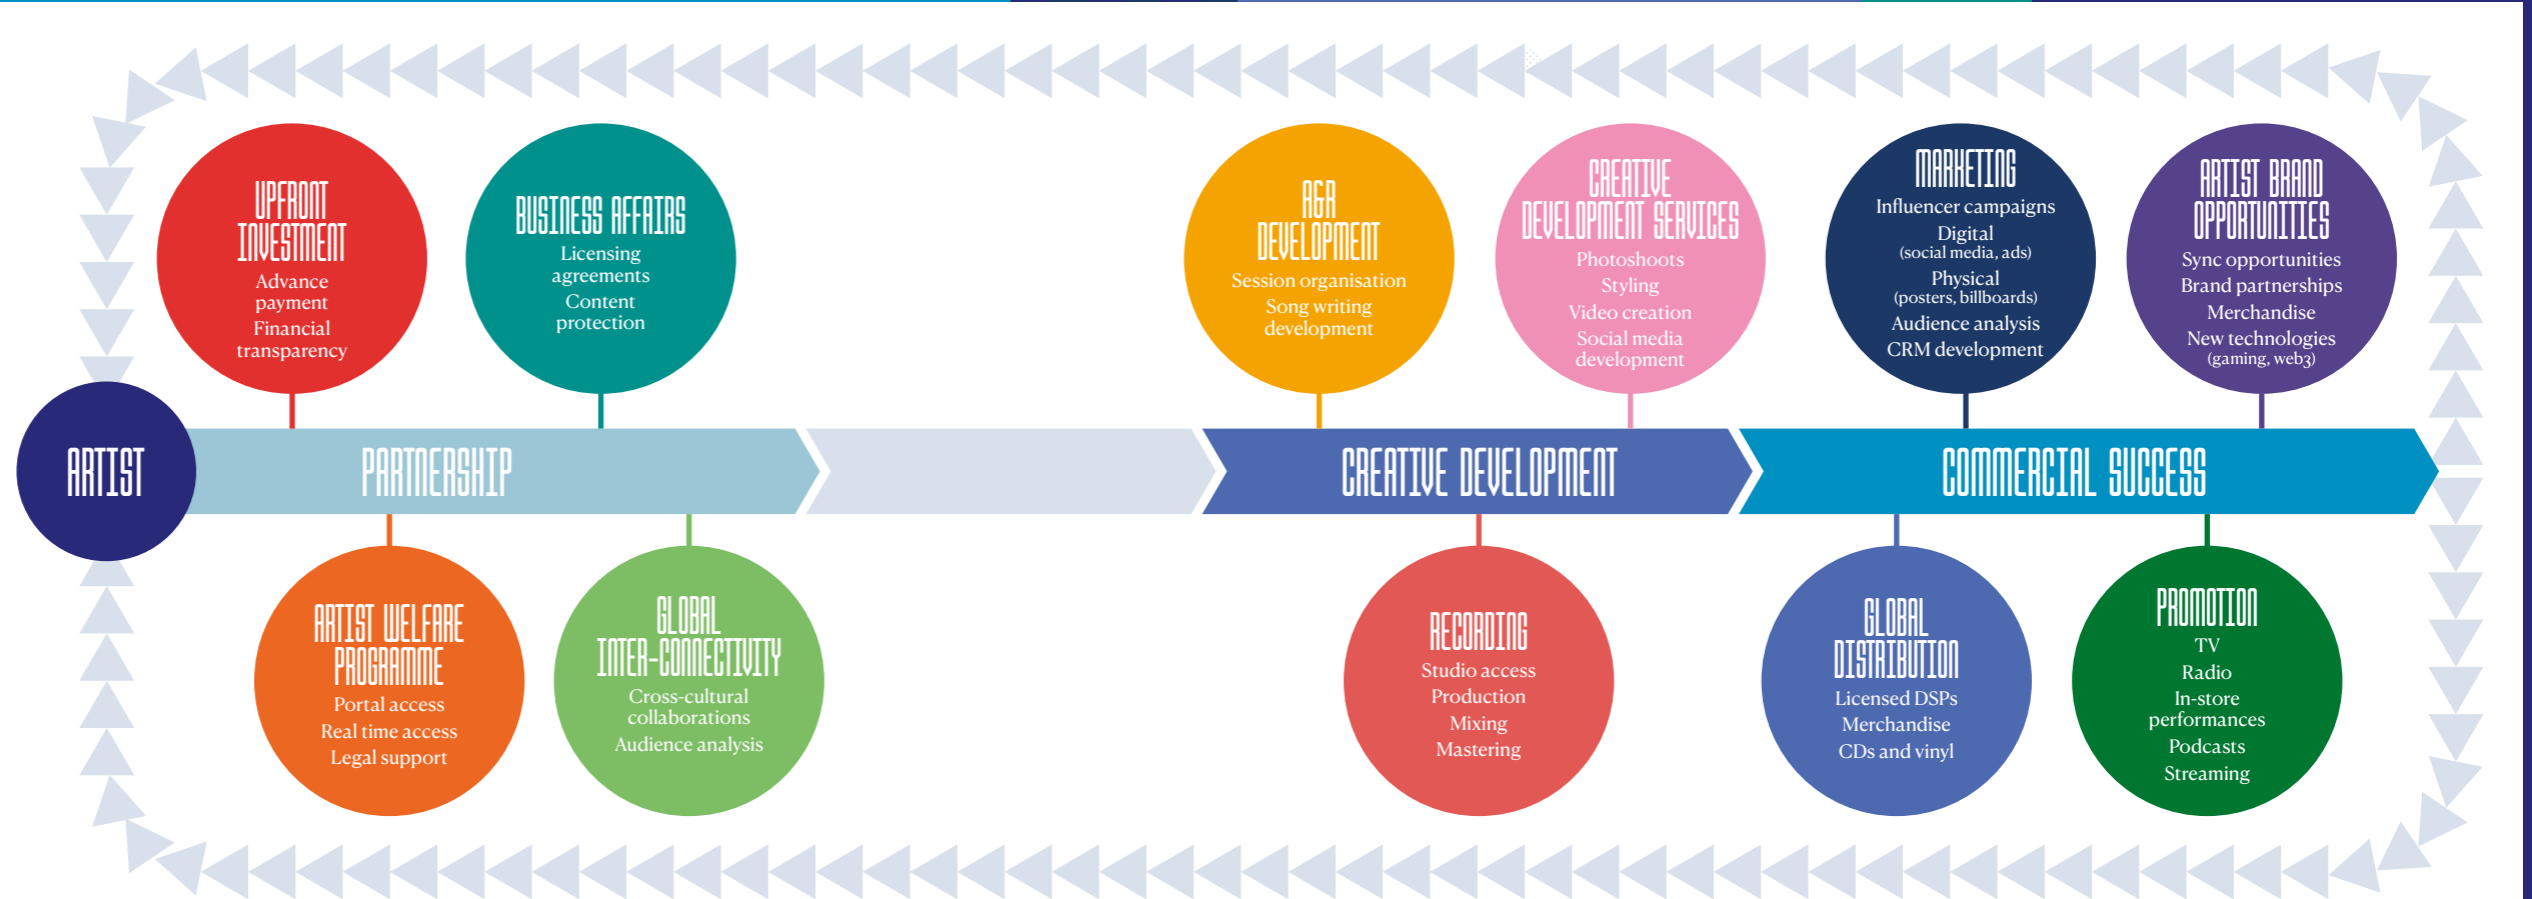 UPFRONT
INVESTMENT
Advance
payment
Financial
transparency
BUSINESS AFFAIRS
Licensing
agreements
Content
protection
A&R
DEVELOPMENT
Session organisation
Song writing
development
CREATIVE
DEVELOPMENT SERVICES
Photoshoots
Styling
Video creation
Social media
development
MARKETING
Influencer campaigns
Digital
(social media, ads)
Physical
(posters, billboards)
Audience analysis
CRM development
ARTIST BRAND
OPPORTUNITIES
Sync opportunities
Brand partnerships
Merchandise
New technologies
(gaming, web3)
ARTIST
PARTNERSHIP
CREATIVE DEVELOPMENT
COMMERCIAL SUCCESS
ARTIST WELFARE
PROGRAMME
Portal access
Real time access
Legal support
GLOBAL
INTER-CONNECTIVITY
Cross-cultural
collaborations
Audience analysis
RECORDING
Studio access
Production
Mixing
Mastering
GLOBAL
DISTRIBUTION
Licensed DSPs
Merchandise
CDs and vinyl
PROMOTION
TV
Radio
In-store
performances
Podcasts
Streaming